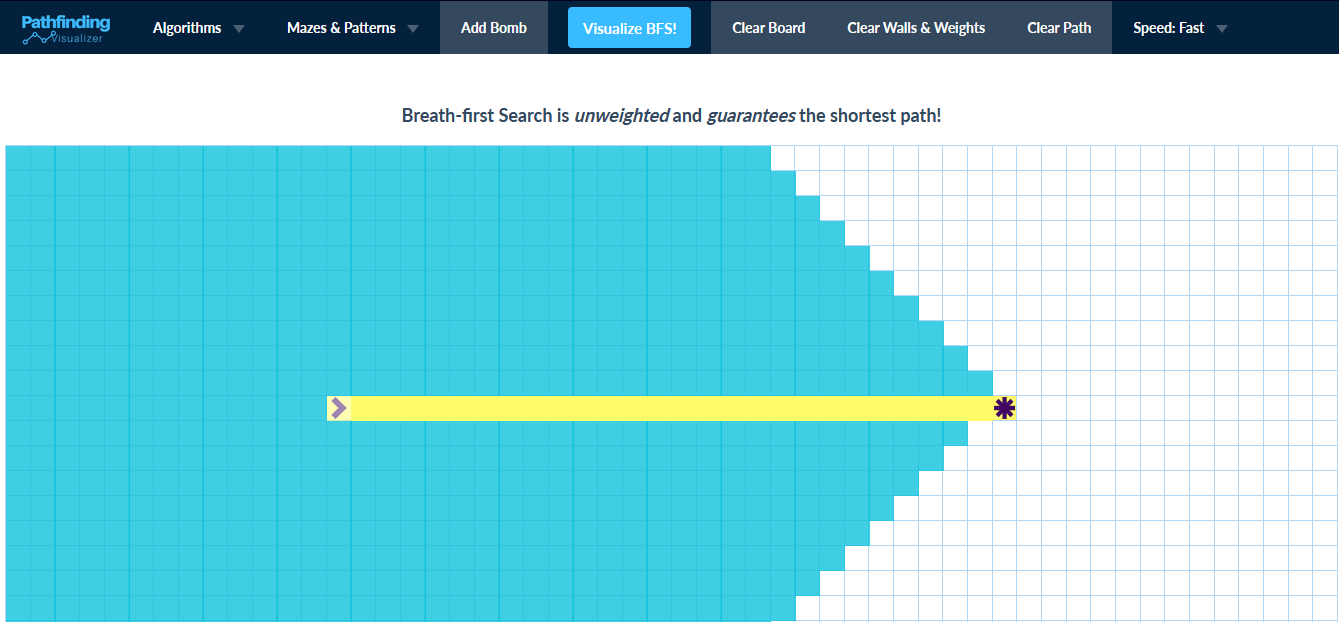 Pathfinding
Visualizer
Algorithms
Mazes & Patterns
Add Bomb
Visualize BFS!
Clear Board
Clear Walls & Weights
Clear Path
Speed: Fast
Breath-first Search is unweighted and guarantees the shortest path!